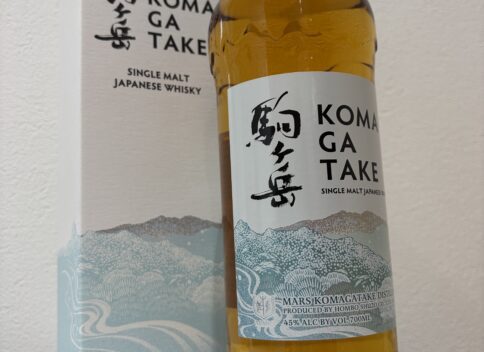 駒ヶ岳
KOMA
GA
TAKE
SINGLE MALT
JAPANESE WHISKY
駒ヶ岳
KOMA
GA
TAKE
SINGLE MALT JAPANESE
MARS KOMAGATAKE
PRODUCED BY HOMBO
45% ALC BY VOL 700ML